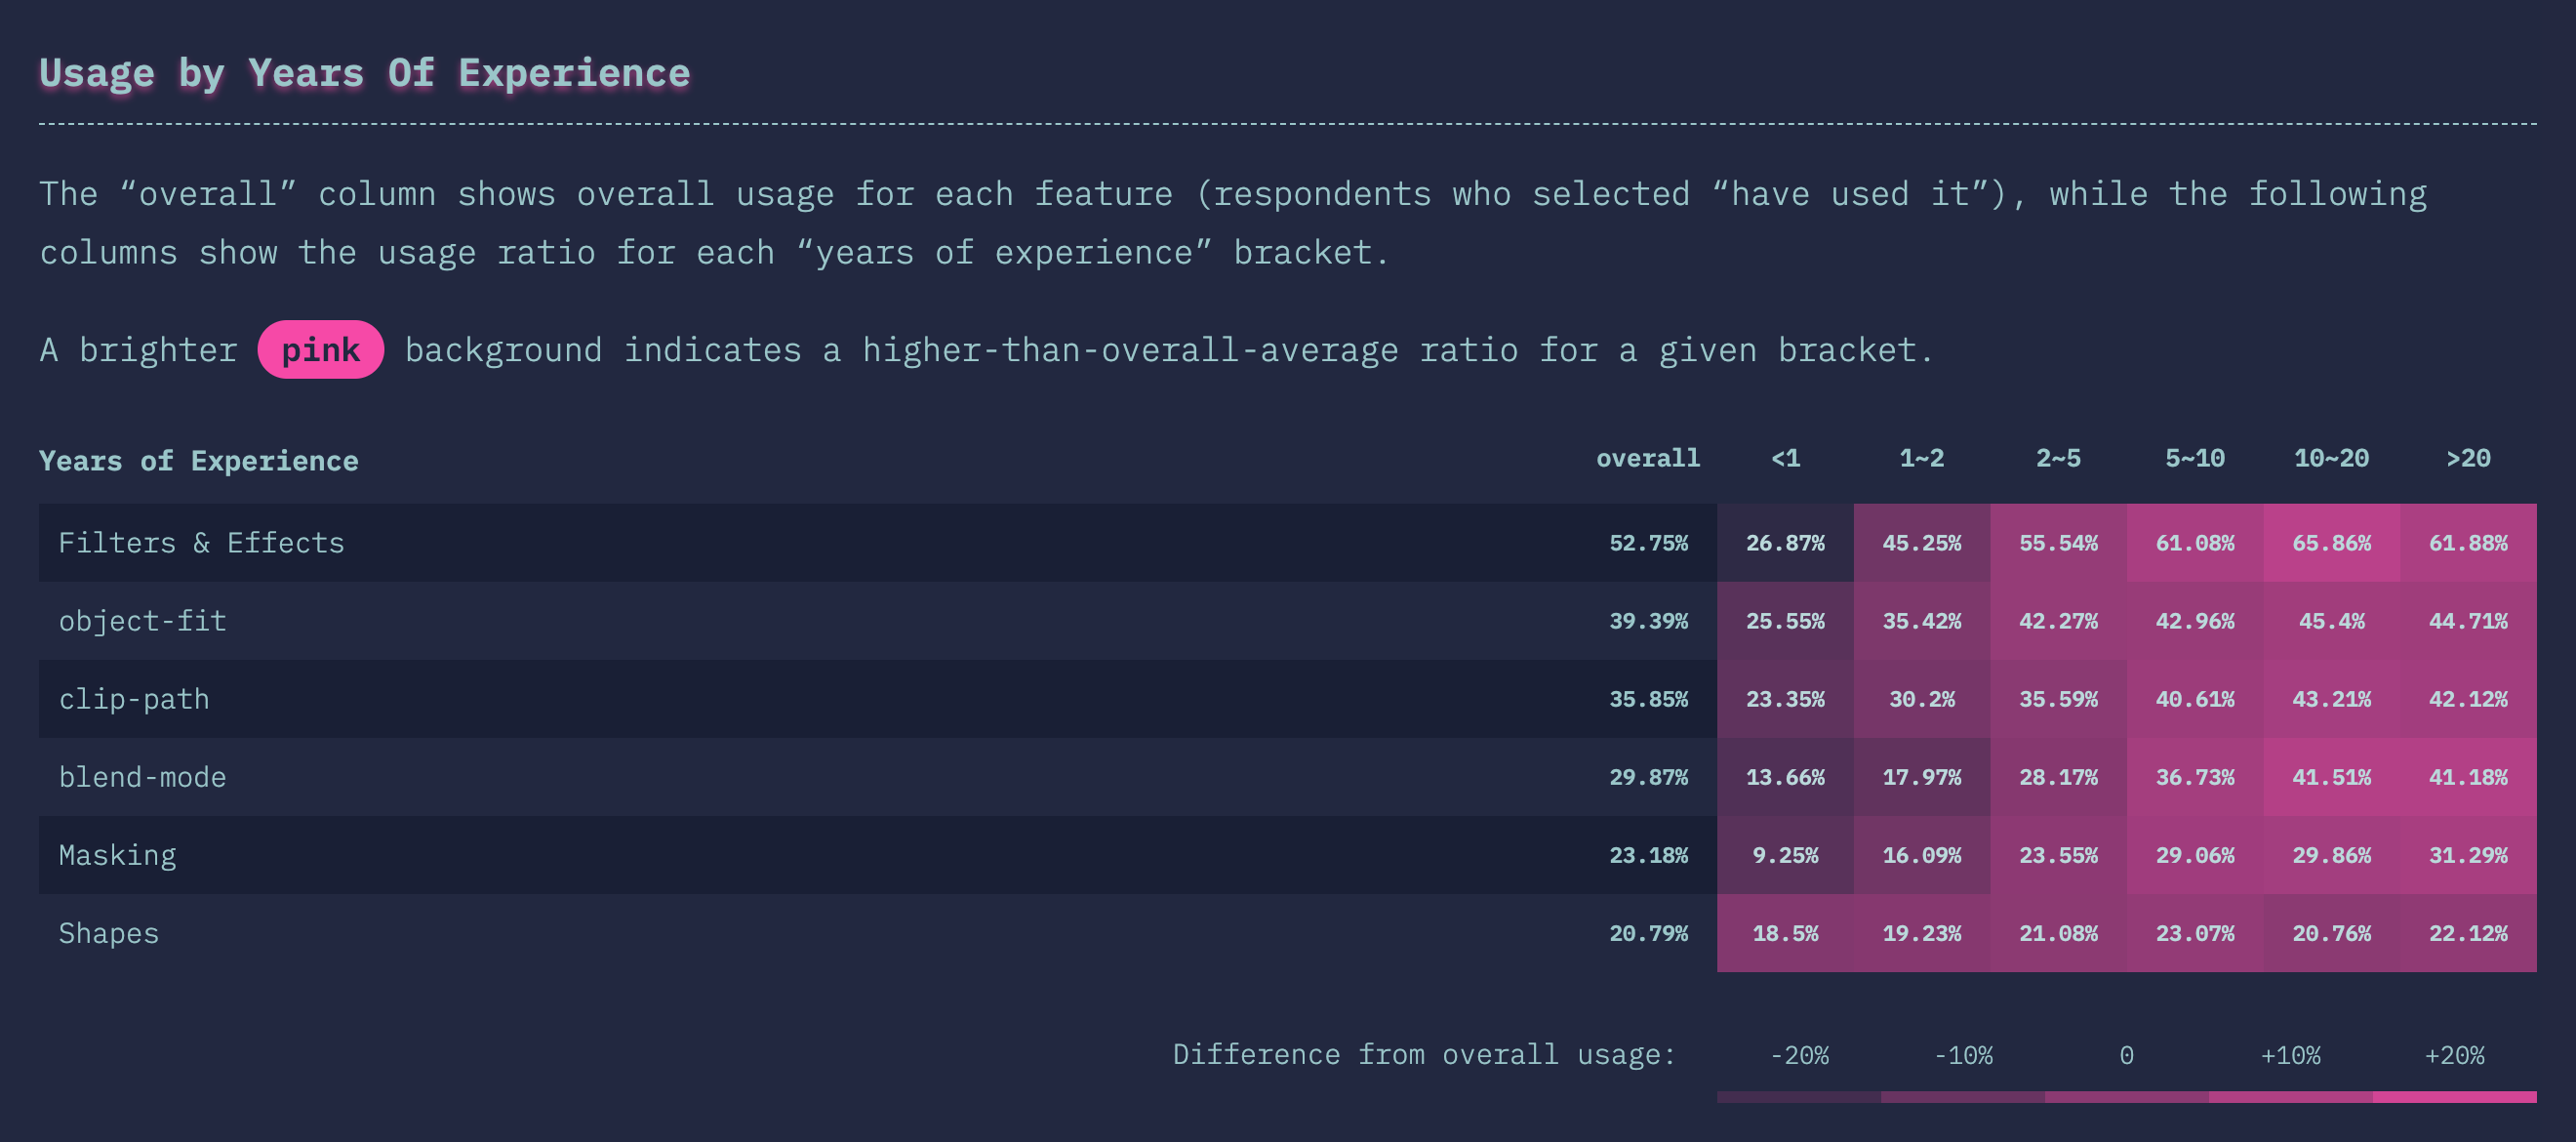 Usage by Years Of Experience
The “overall” column shows overall usage for each feature (respondents who selected “have used it”), while the following
columns show the usage ratio for each “years of experience” bracket.
A brighter pink background indicates a higher-than-overall-average ratio for a given bracket.
Years of Experience overall <1 1~2 2~5 5~10 10~20 >20
Filters & Effects 52.75% 26.87% 45.25% 55.54% 61.08% 65.86% 61.88%
object-fit 39.39% 25.55% 35.42% 42.27% 42.96% 45.4% 44.71%
clip-path 35.85% 23.35% 30.2% 35.59% 40.61% 43.21% 42.12%
blend-mode 29.87% 13.66% 17.97% 28.17% 36.73% 41.51% 41.18%
Masking 23.18% 9.25% 16.09% 23.55% 29.06% 29.86% 31.29%
Shapes 20.79% 18.5% 19.23% 21.08% 23.07% 20.76% 22.12%
Difference from overall usage: -20% -10% 0 +10% +20%